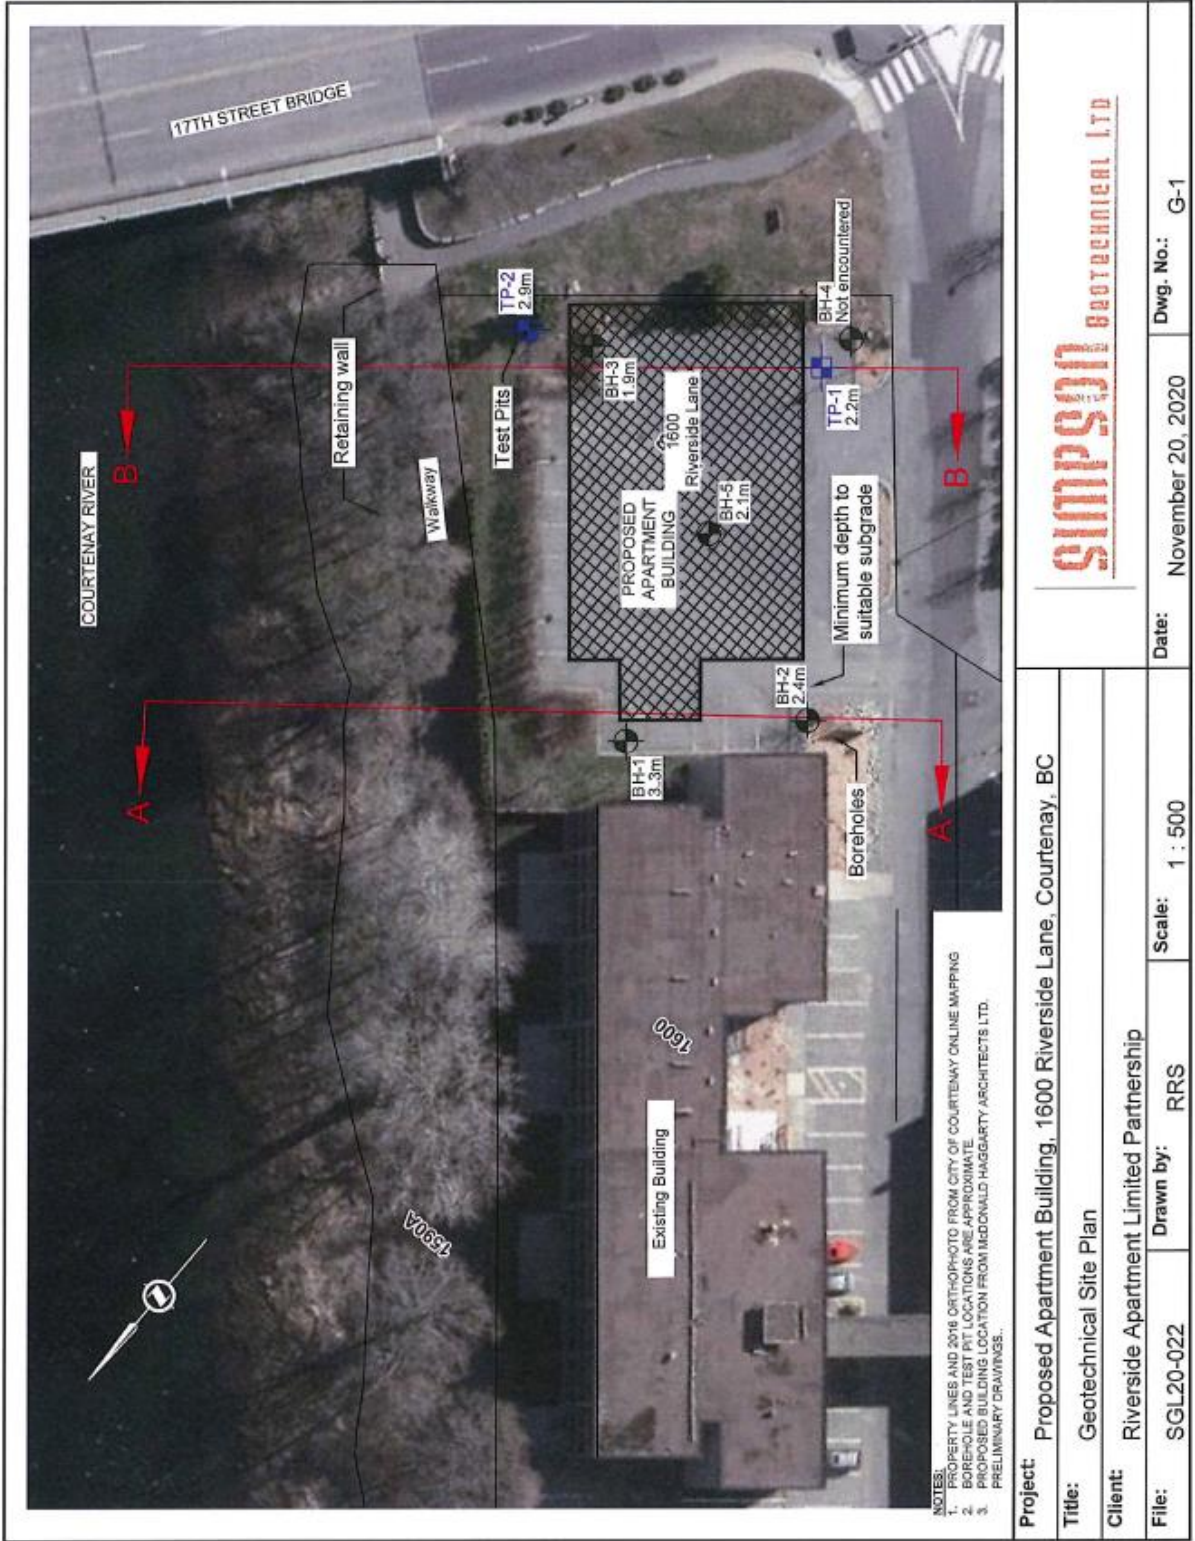 17TH STREET BRIDGE
COURTENAY RIVER
B
Retaining wall
Walkway
TP-2
2.9m
Test Pits
BH-3
1.9m
1600
Riverside Lane
PROPOSED
APARTMENT
BUILDING
BH-5
2.1m
BH-4
Not encountered
TP-1
2.2m
B
Minimum depth to
suitable subgrade
A
BH-1
3.3m
BH-2
2.4m
Boreholes
A
1590A
1600
Existing Building
NOTES:
1. PROPERTY LINES AND 2016 ORTHOPHOTO FROM CITY OF COURTENAY ONLINE MAPPING
2. BOREHOLE AND TEST PIT LOCATIONS ARE APPROXIMATE.
3. PROPOSED BUILDING LOCATION FROM McDONALD HAGGARTY ARCHITECTS LTD.
PRELIMINARY DRAWINGS.
Project: Proposed Apartment Building, 1600 Riverside Lane, Courtenay, BC
Title: Geotechnical Site Plan
Client: Riverside Apartment Limited Partnership
File: SGL20-022 Drawn by: RRS Scale: 1 : 500 Date: November 20, 2020 Dwg. No.: G-1
SIMPSON GEOTECHNICAL LTD